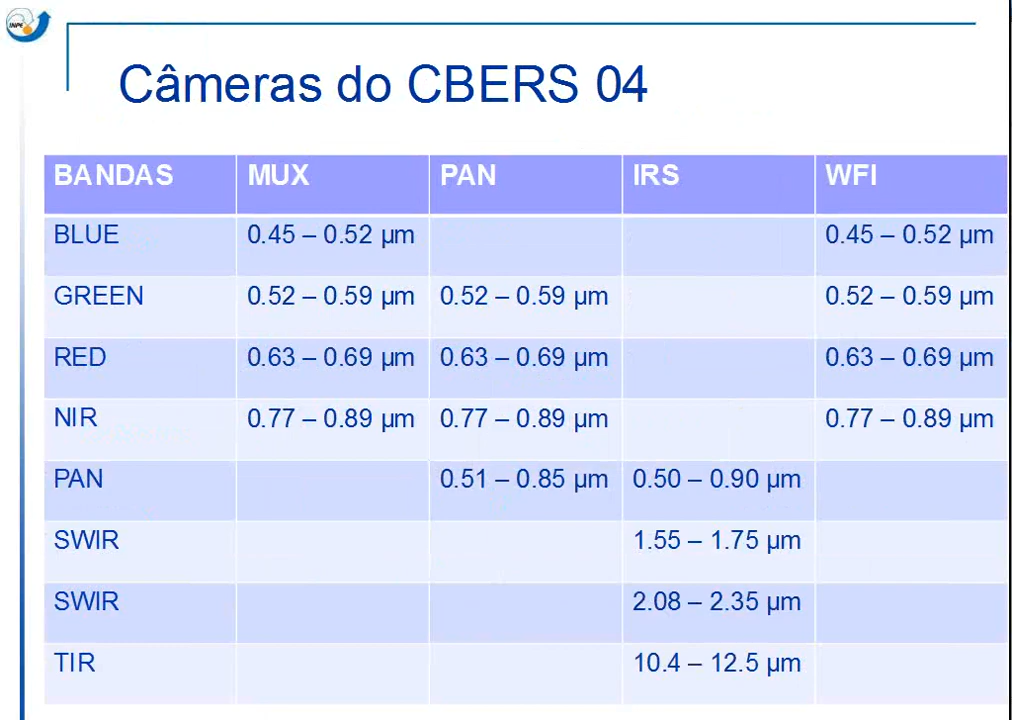 INPE
Câmeras do CBERS 04
BANDAS MUX PAN IRS WFI
BLUE 0.45 – 0.52 µm 0.45 – 0.52 µm
GREEN 0.52 – 0.59 µm 0.52 – 0.59 µm 0.52 – 0.59 µm
RED 0.63 – 0.69 µm 0.63 – 0.69 µm 0.63 – 0.69 µm
NIR 0.77 – 0.89 µm 0.77 – 0.89 µm 0.77 – 0.89 µm
PAN 0.51 – 0.85 µm 0.50 – 0.90 µm
SWIR 1.55 – 1.75 µm
SWIR 2.08 – 2.35 µm
TIR 10.4 – 12.5 µm